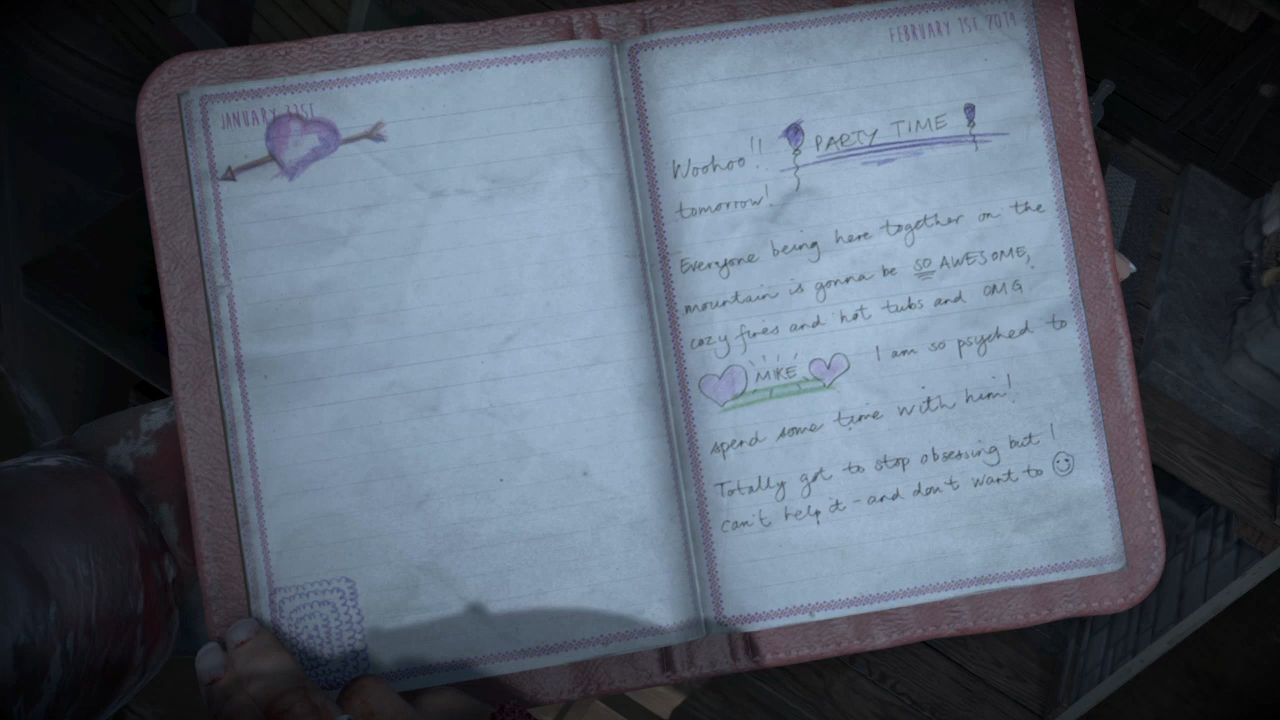 JANUARY 31ST
FEBRUARY 1ST 2014
Woohoo!! PARTY TIME
tomorrow!
Everyone being here together on the
mountain is gonna be SO AWESOME,
cozy fires and hot tubs and OMG
MIKE I am so psyched to
spend some time with him!
Totally got to stop obsessing but I
can't help it - and don't want to